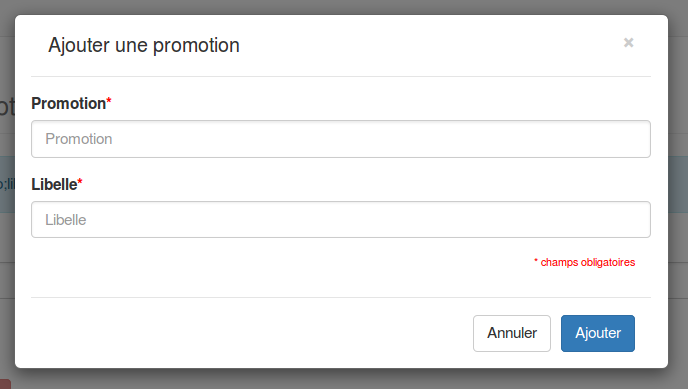 Ajouter une promotion
×
Promotion*
Promotion
Libelle*
Libelle
* champs obligatoires
Annuler Ajouter